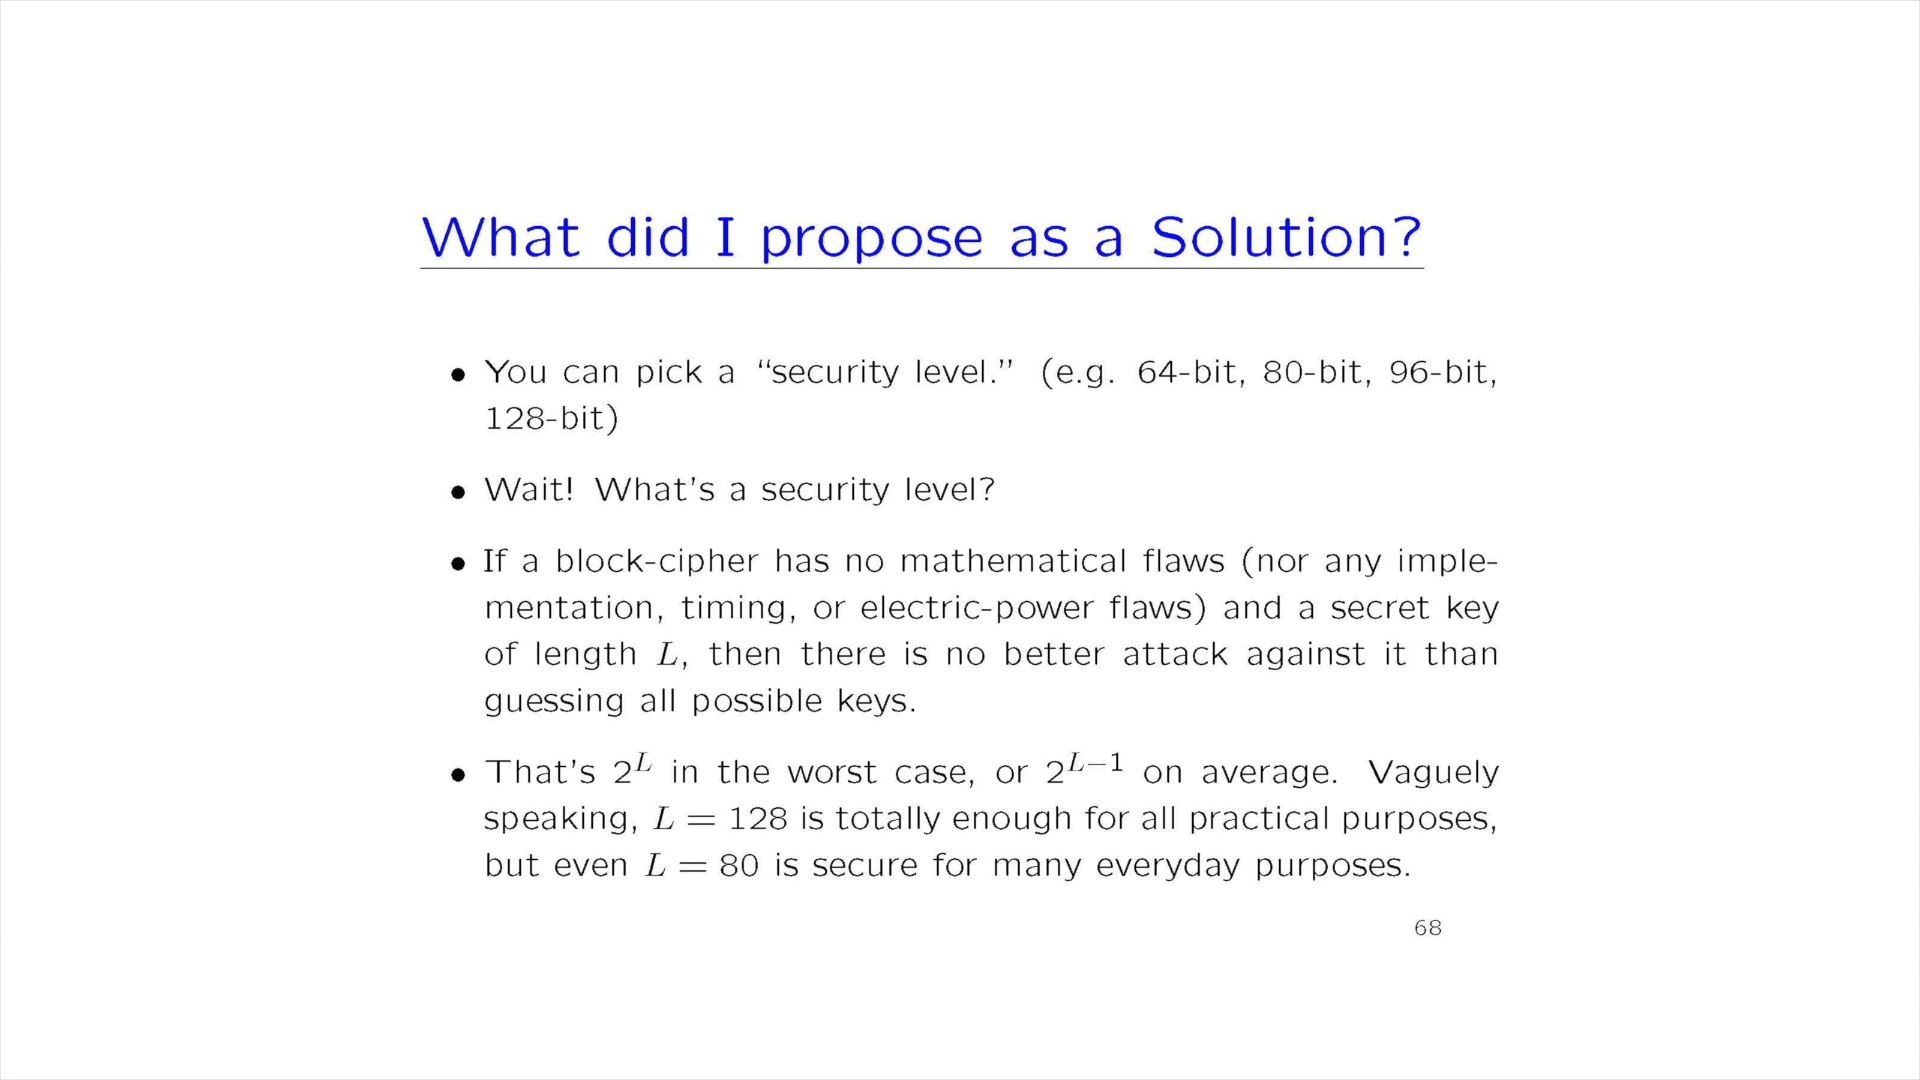 What did I propose as a Solution?
• You can pick a “security level.” (e.g. 64-bit, 80-bit, 96-bit,
128-bit)
• Wait! What’s a security level?
• If a block-cipher has no mathematical flaws (nor any imple-
mentation, timing, or electric-power flaws) and a secret key
of length L, then there is no better attack against it than
guessing all possible keys.
• That’s 2^L in the worst case, or 2^{L−1} on average. Vaguely
speaking, L = 128 is totally enough for all practical purposes,
but even L = 80 is secure for many everyday purposes.
68